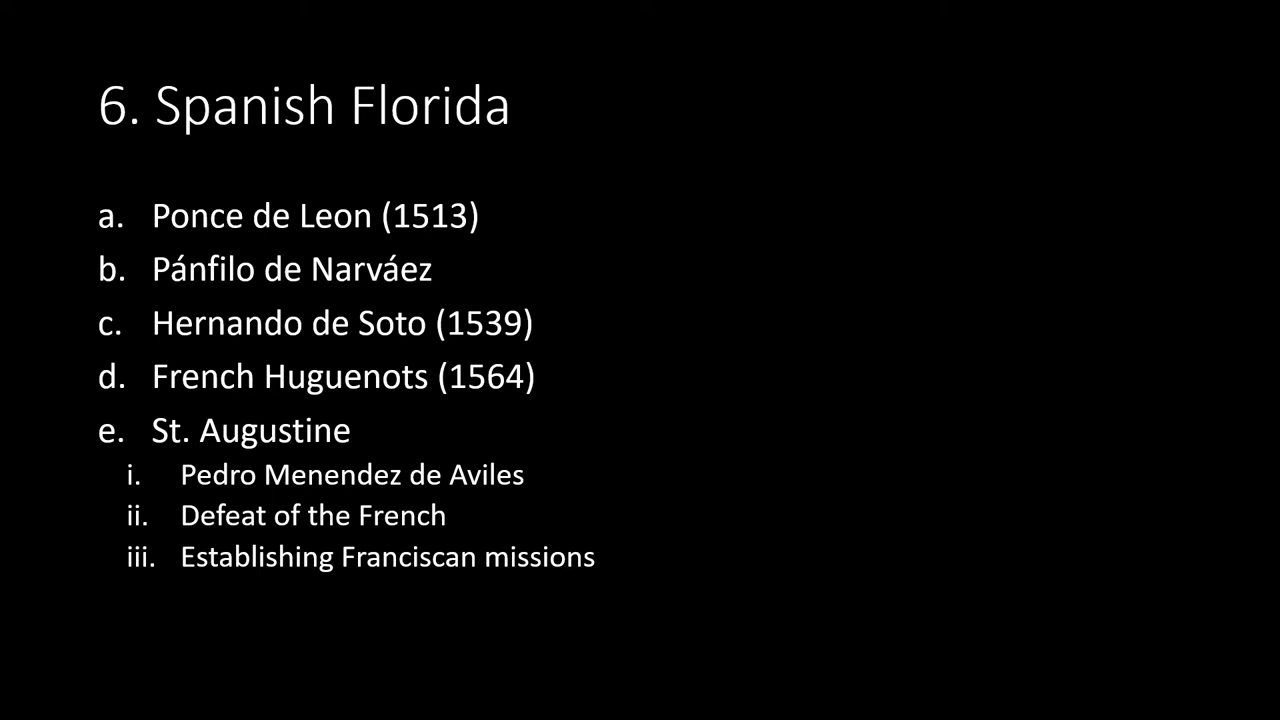 6. Spanish Florida
a. Ponce de Leon (1513)
b. Pánfilo de Narváez
c. Hernando de Soto (1539)
d. French Huguenots (1564)
e. St. Augustine
i. Pedro Menendez de Aviles
ii. Defeat of the French
iii. Establishing Franciscan missions